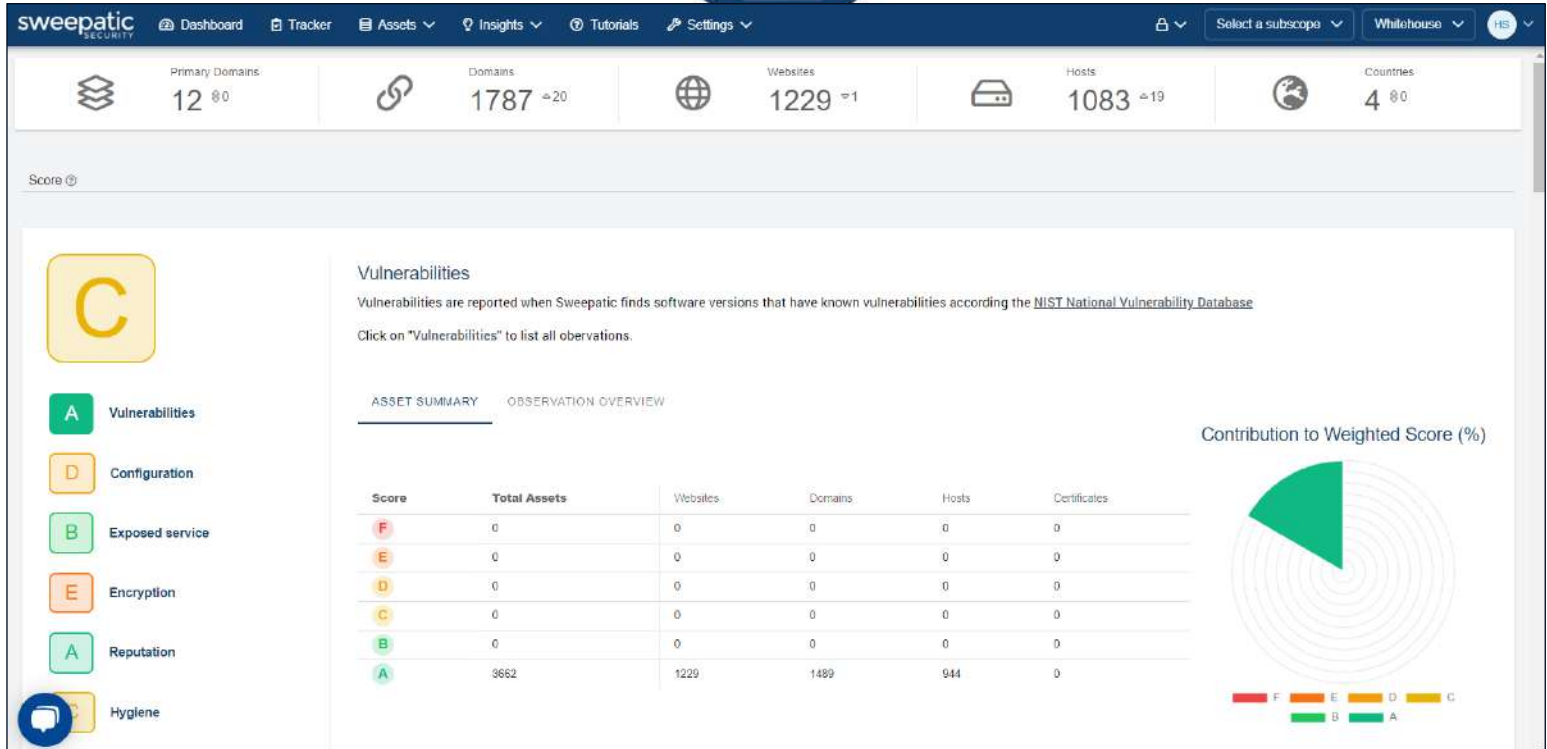 sweepatic SECURITY Dashboard Tracker Assets Insights Tutorials Settings Select a subscope Whitehouse HS
Primary Domains Domains Websites Hosts Countries
12 0 1787 20 1229 1 1083 19 4 0
Score
C
Vulnerabilities
Vulnerabilities are reported when Sweepatic finds software versions that have known vulnerabilities according the NIST National Vulnerability Database
Click on "Vulnerabilities" to list all obervations.
A Vulnerabilities
D Configuration
B Exposed service
E Encryption
A Reputation
C Hygiene
ASSET SUMMARY OBSERVATION OVERVIEW
Score Total Assets Websites Domains Hosts Certificates
F 0 0 0 0 0
E 0 0 0 0 0
D 0 0 0 0 0
C 0 0 0 0 0
B 0 0 0 0 0
A 3662 1229 1489 944 0
Contribution to Weighted Score (%)
F E D C
B A